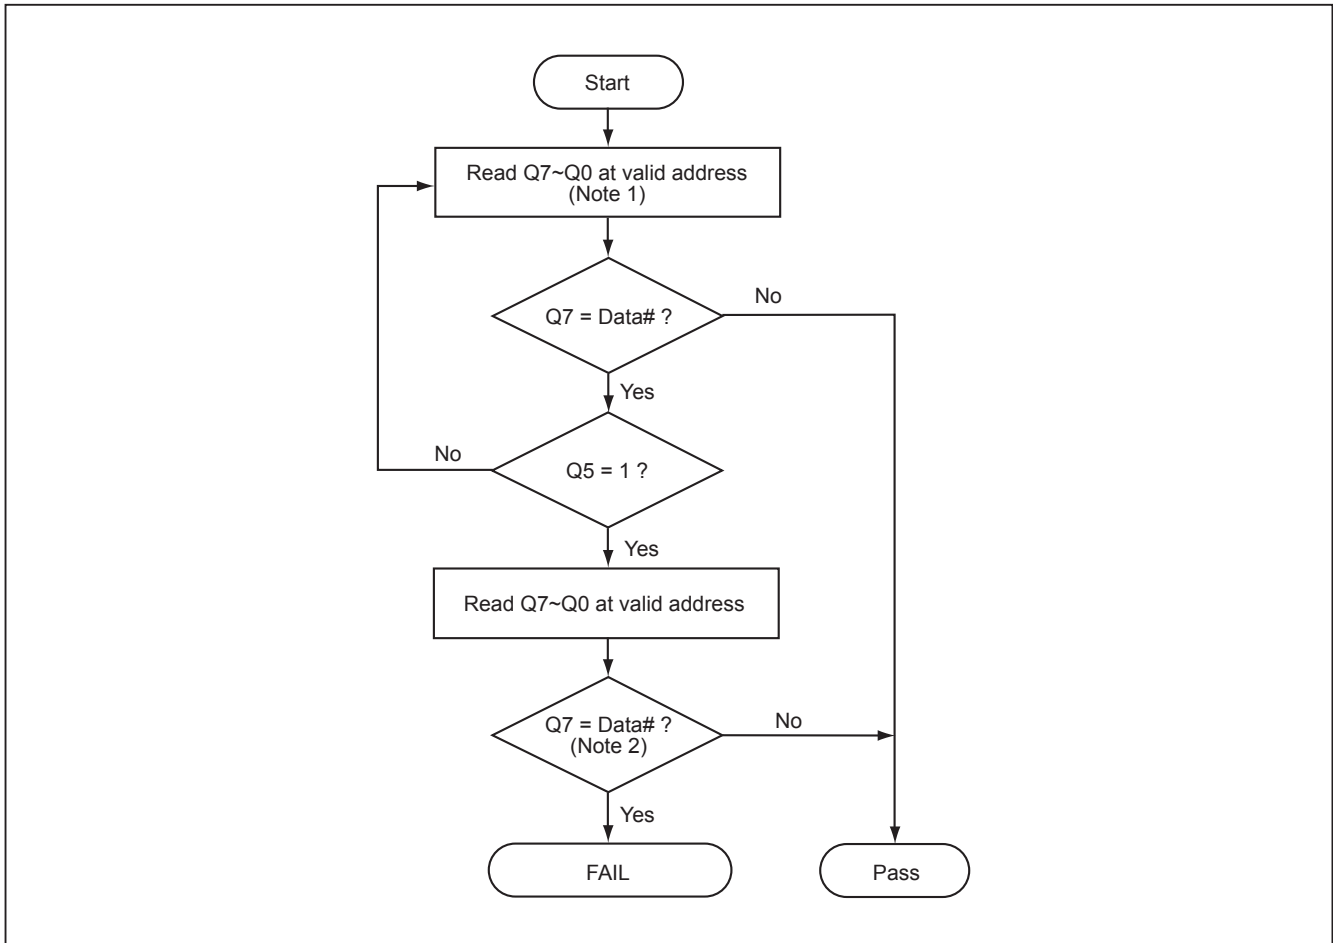 Start
Read Q7~Q0 at valid address
(Note 1)
Q7 = Data# ?
No
Yes
Q5 = 1 ?
No
Yes
Read Q7~Q0 at valid address
Q7 = Data# ?
(Note 2)
No
Yes
FAIL
Pass